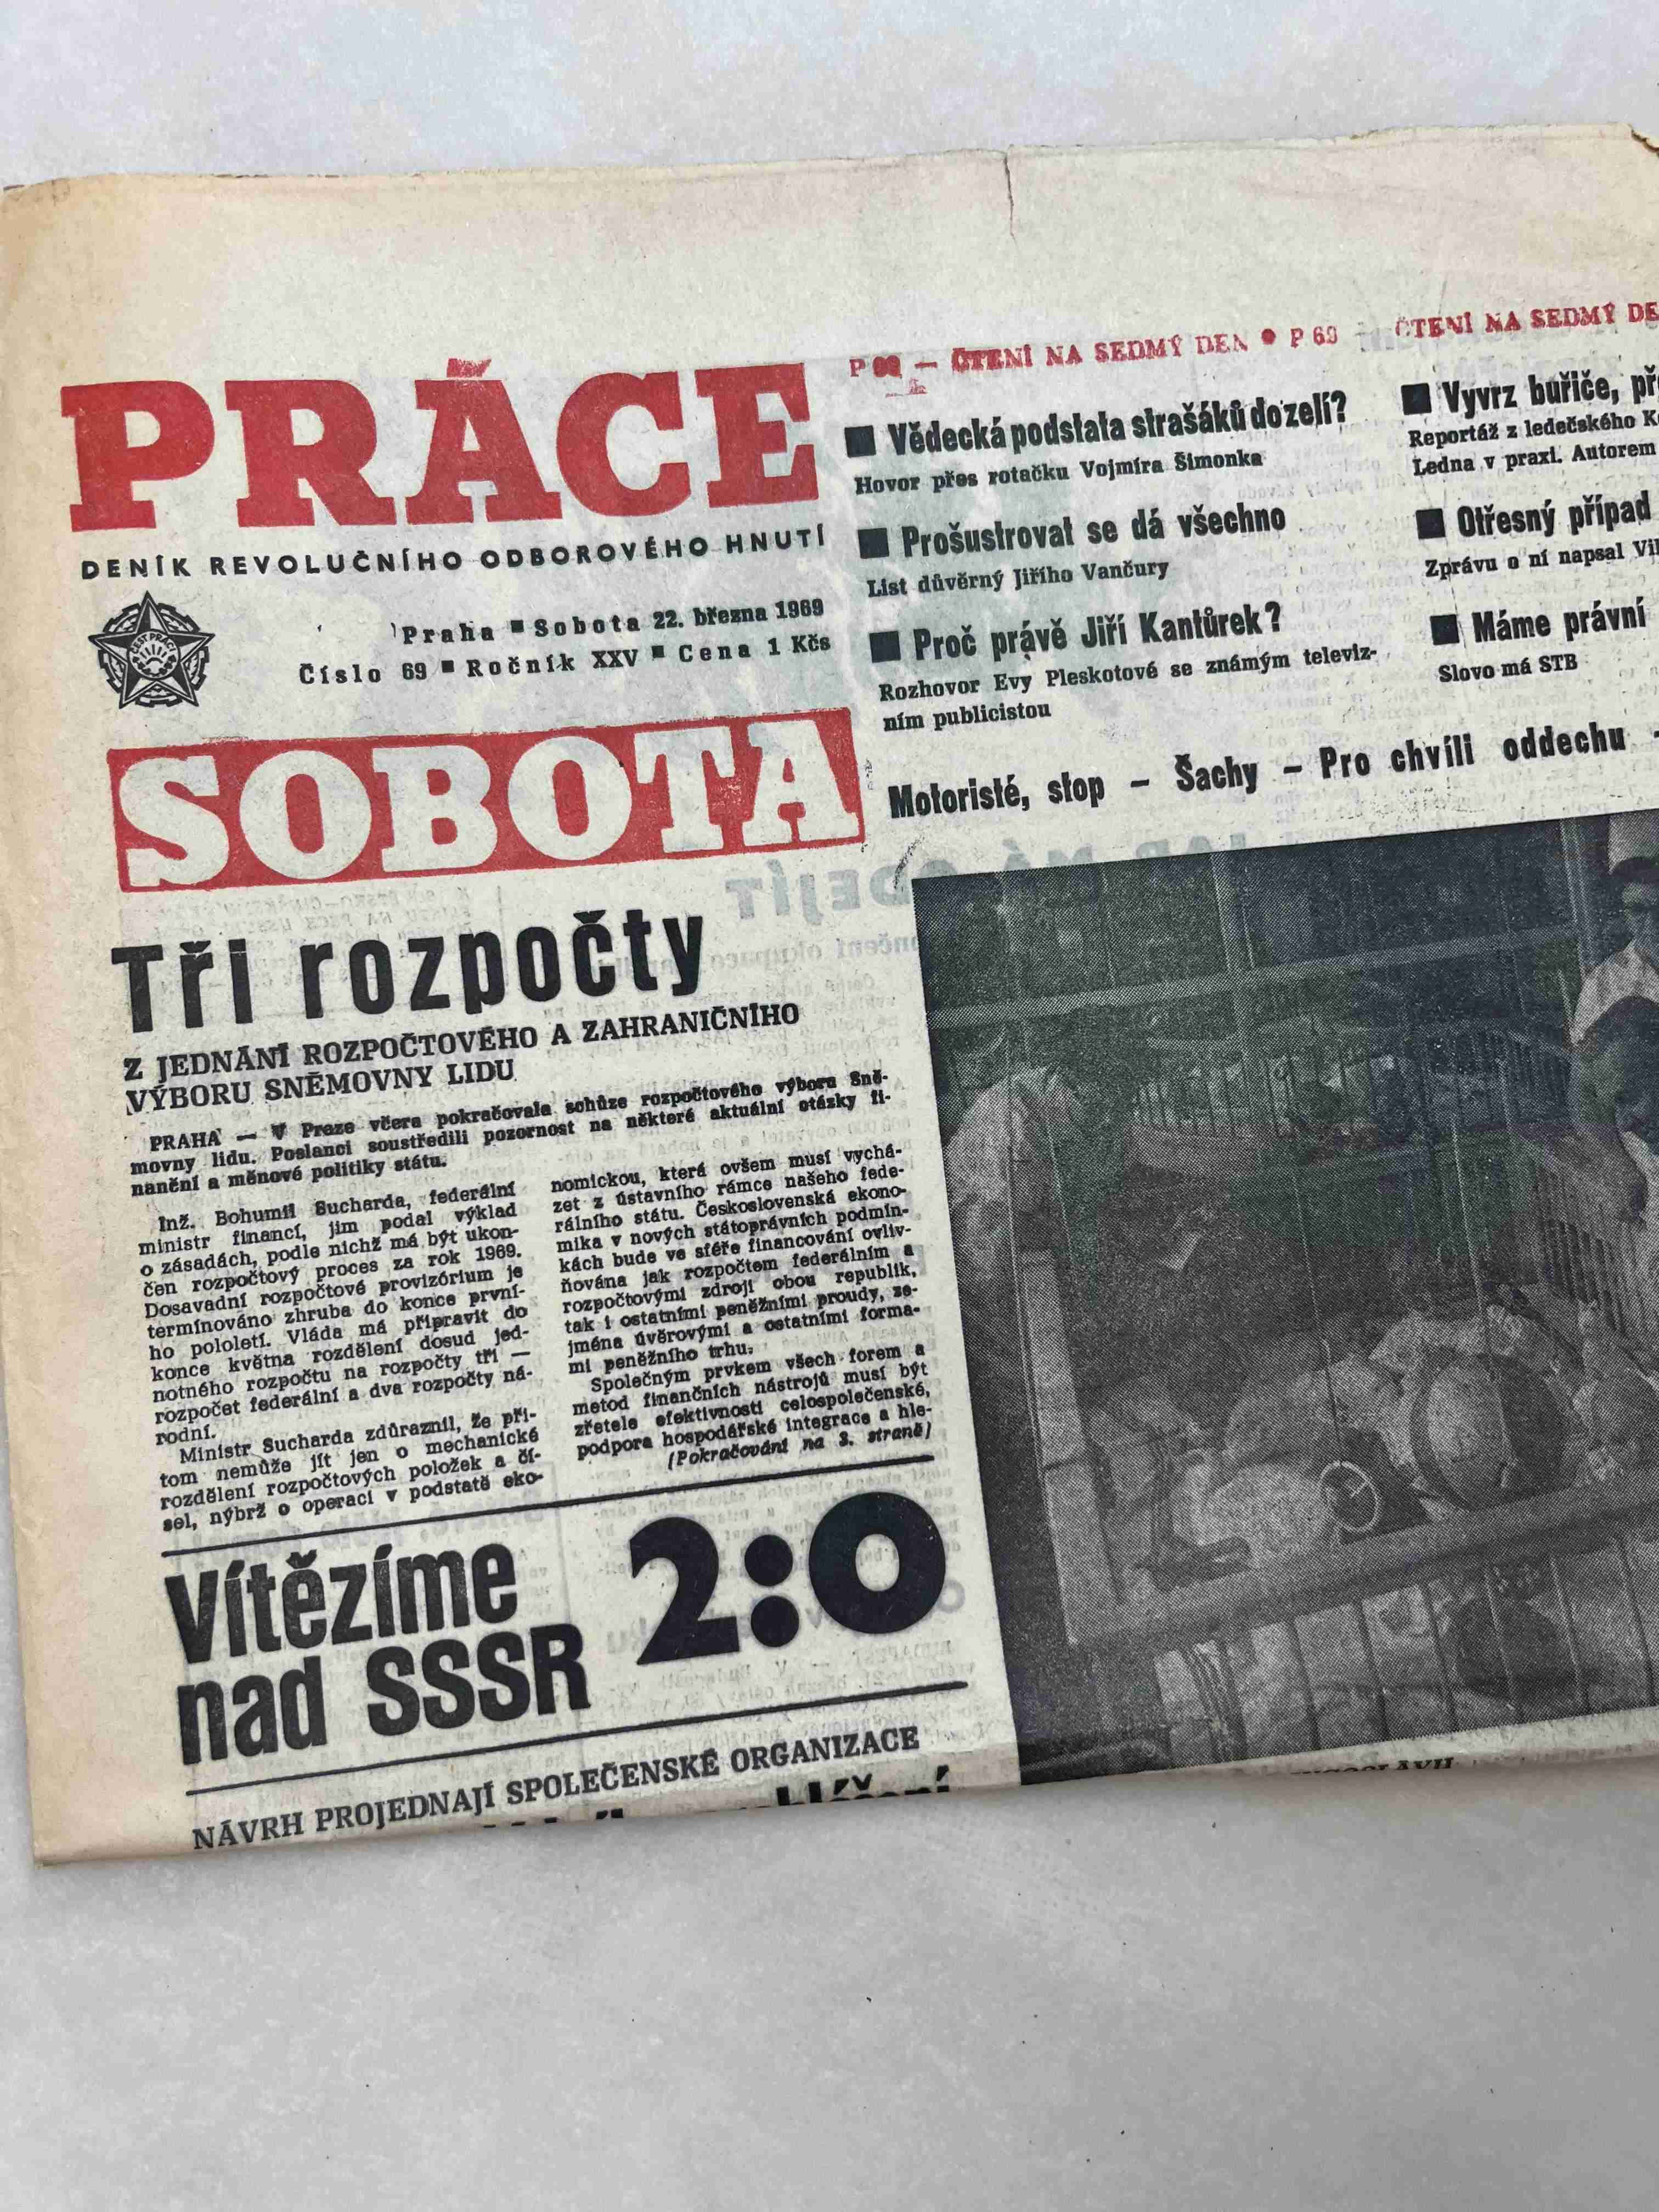 P 69 — ČTENÍ NA SEDMÝ DEN ● P 69 — ČTENÍ NA SEDMÝ DE
PRÁCE
DENÍK REVOLUČNÍHO ODBOROVÉHO HNUTÍ
ČEST PRÁCI
Praha ■ Sobota 22. března 1969
Číslo 69 ■ Ročník XXV ■ Cena 1 Kčs
■ Vědecká podstata strašáků do zelí?
Hovor přes rotačku Vojmíra Šimonka
■ Prošustrovat se dá všechno
List důvěrný Jiřího Vančury
■ Proč právě Jiří Kantůrek?
Rozhovor Evy Pleskotové se známým televiz-
ním publicistou
■ Vyvrz buřiče, př
Reportáž z ledečského K
Ledna v praxi. Autorem
■ Otřesný případ
Zprávu o ní napsal Vil
■ Máme právní
Slovo má STB
Motoristé, stop – Šachy – Pro chvíli oddechu –
SOBOTA
Tři rozpočty
Z JEDNÁNÍ ROZPOČTOVÉHO A ZAHRANIČNÍHO
VÝBORU SNĚMOVNY LIDU
PRAHA — V Praze včera pokračovala schůze rozpočtového výboru Sně-
movny lidu. Poslanci soustředili pozornost na některé aktuální otázky fi-
nanční a měnové politiky státu.
Inž. Bohumil Sucharda, federální
ministr financí, jim podal výklad
o zásadách, podle nichž má být ukon-
čen rozpočtový proces za rok 1969.
Dosavadní rozpočtové provizórium je
termínováno zhruba do konce první-
ho pololetí. Vláda má připravit do
konce května rozdělení dosud jed-
notného rozpočtu na rozpočty tři —
rozpočet federální a dva rozpočty ná-
rodní.
Ministr Sucharda zdůraznil, že při-
tom nemůže jít jen o mechanické
rozdělení rozpočtových položek a čí-
sel, nýbrž o operaci v podstatě eko-
nomickou, která ovšem musí vychá-
zet z ústavního rámce našeho fede-
rálního státu. Československá ekono-
mika v nových státoprávních podmín-
kách bude ve sféře financování ovliv-
ňována jak rozpočtem federálním a
rozpočtovými zdroji obou republik,
tak i ostatními peněžními proudy, ze-
jména úvěrovými a ostatními forma-
mi peněžního trhu.
Společným prvkem všech forem a
metod finančních nástrojů musí být
zřetele efektivnosti celospolečenské,
podpora hospodářské integrace a hle-
(Pokračování na 3. straně)
Vítězíme
nad SSSR
2:0
NÁVRH PROJEDNAJÍ SPOLEČENSKÉ ORGANIZACE